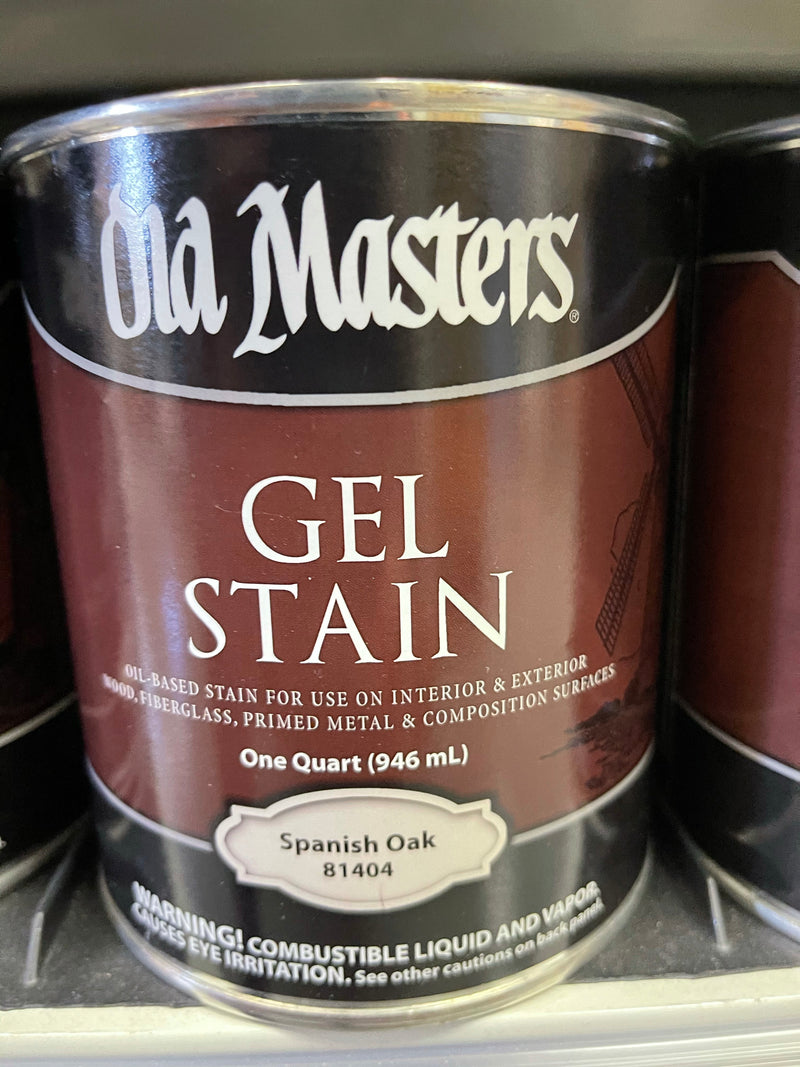 Old Masters®
GEL
STAIN
OIL-BASED STAIN FOR USE ON INTERIOR & EXTERIOR
WOOD, FIBERGLASS, PRIMED METAL & COMPOSITION SURFACES
One Quart (946 mL)
Spanish Oak
81404
WARNING! COMBUSTIBLE LIQUID AND VAPOR.
CAUSES EYE IRRITATION. See other cautions on back panel.